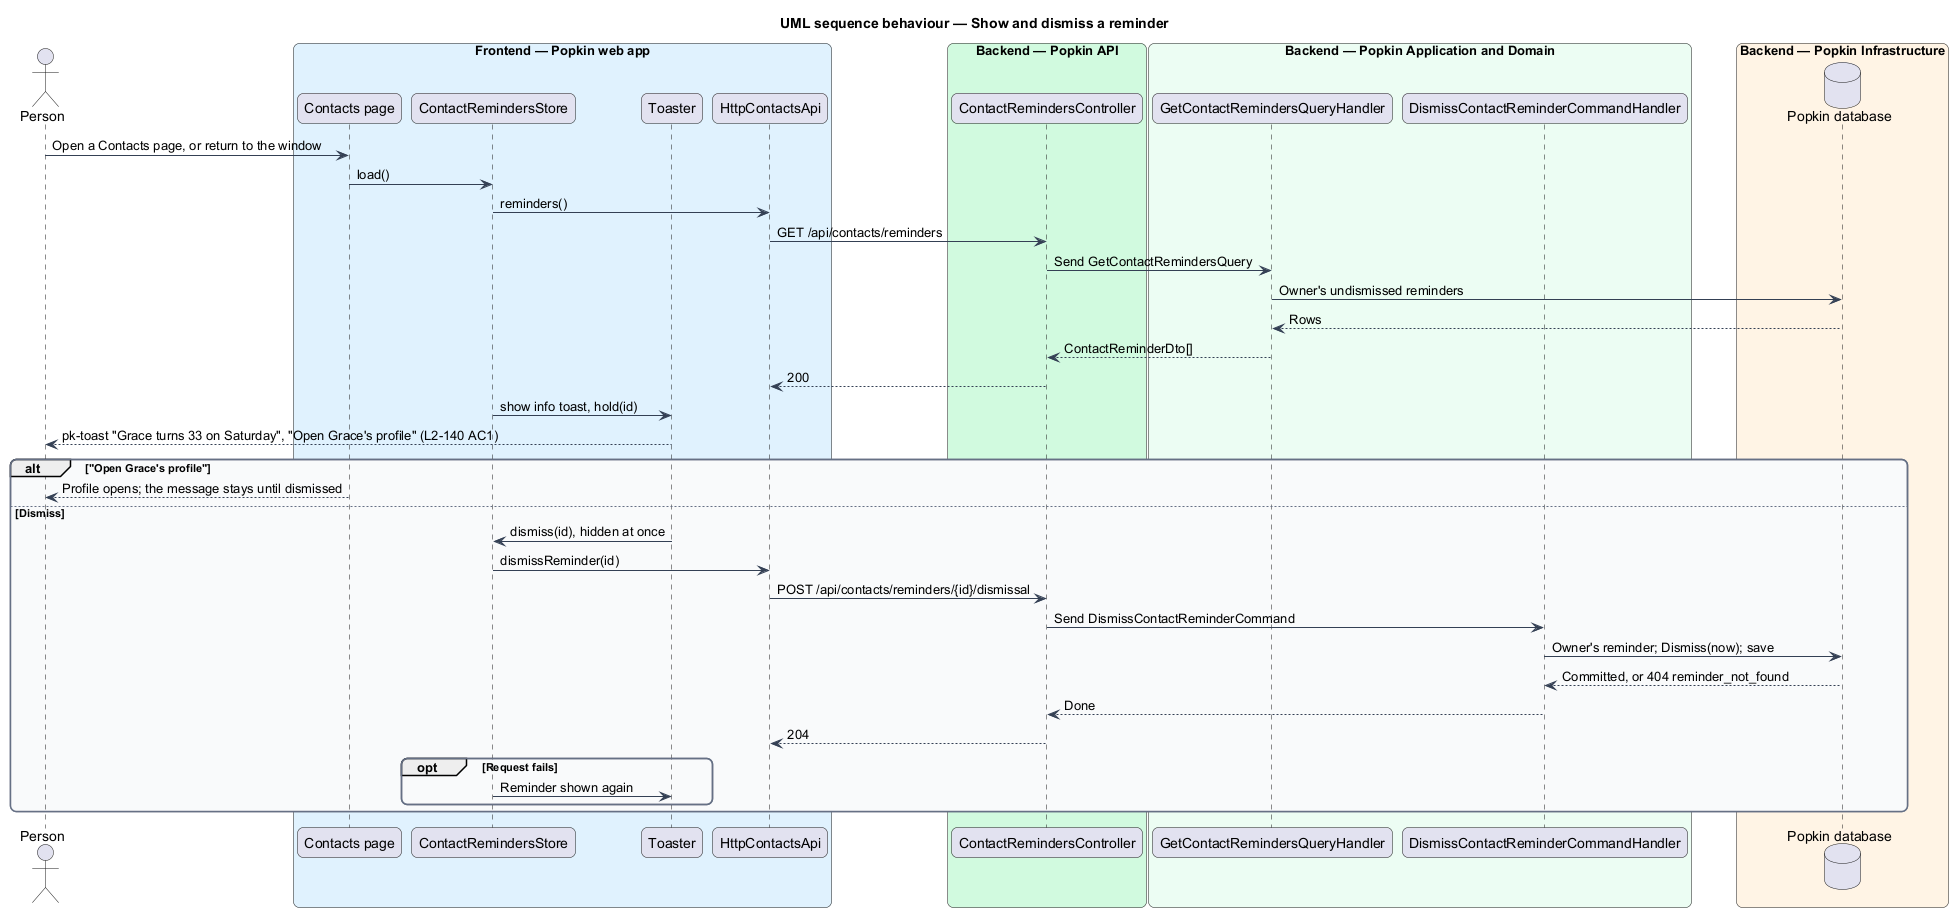 UML sequence behaviour — Show and dismiss a reminder
Frontend — Popkin web app
Backend — Popkin API
Backend — Popkin Application and Domain
Backend — Popkin Infrastructure
Person
Contacts page
ContactRemindersStore
Toaster
HttpContactsApi
ContactRemindersController
GetContactRemindersQueryHandler
DismissContactReminderCommandHandler
Popkin database
Open a Contacts page, or return to the window
load()
reminders()
GET /api/contacts/reminders
Send GetContactRemindersQuery
Owner's undismissed reminders
Rows
ContactReminderDto[]
200
show info toast, hold(id)
pk-toast "Grace turns 33 on Saturday", "Open Grace's profile" (L2-140 AC1)
alt ["Open Grace's profile"]
Profile opens; the message stays until dismissed
[Dismiss]
dismiss(id), hidden at once
dismissReminder(id)
POST /api/contacts/reminders/{id}/dismissal
Send DismissContactReminderCommand
Owner's reminder; Dismiss(now); save
Committed, or 404 reminder_not_found
Done
204
opt [Request fails]
Reminder shown again
Person
Contacts page
ContactRemindersStore
Toaster
HttpContactsApi
ContactRemindersController
GetContactRemindersQueryHandler
DismissContactReminderCommandHandler
Popkin database